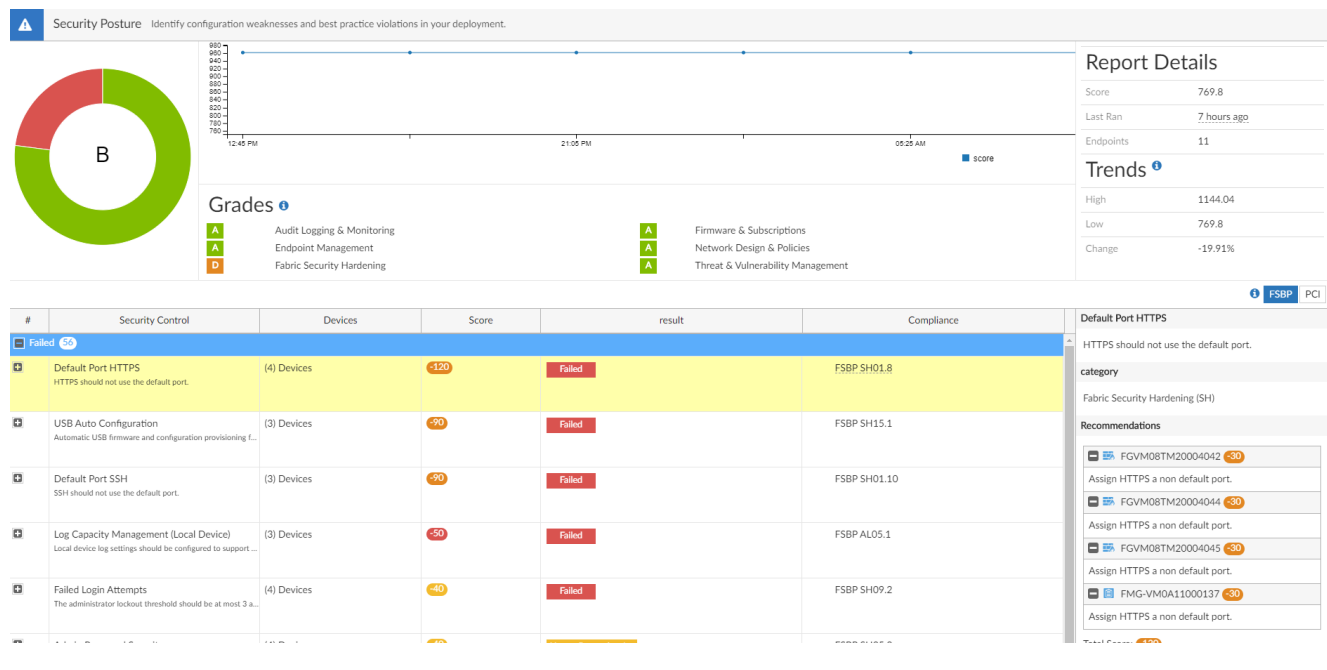 Security Posture Identify configuration weaknesses and best practice violations in your deployment.
B
980
960
940
920
900
880
860
840
820
800
780
760
12:45 PM 21:05 PM 05:25 AM
score
Grades
A Audit Logging & Monitoring
A Endpoint Management
D Fabric Security Hardening
A Firmware & Subscriptions
A Network Design & Policies
A Threat & Vulnerability Management
Report Details
Score 769.8
Last Ran 7 hours ago
Endpoints 11
Trends
High 1144.04
Low 769.8
Change -19.91%
FSBP PCI
# Security Control Devices Score result Compliance
Failed 56
Default Port HTTPS (4) Devices -120 Failed FSBP SH01.8
HTTPS should not use the default port.
USB Auto Configuration (3) Devices -90 Failed FSBP SH15.1
Automatic USB firmware and configuration provisioning f...
Default Port SSH (3) Devices -90 Failed FSBP SH01.10
SSH should not use the default port.
Log Capacity Management (Local Device) (3) Devices -50 Failed FSBP AL05.1
Local device log settings should be configured to support ...
Failed Login Attempts (4) Devices -40 Failed FSBP SH09.2
The administrator lockout threshold should be at most 3 a...
Default Port HTTPS
HTTPS should not use the default port.
category
Fabric Security Hardening (SH)
Recommendations
FGVM08TM20004042 -30
Assign HTTPS a non default port.
FGVM08TM20004044 -30
Assign HTTPS a non default port.
FGVM08TM20004045 -30
Assign HTTPS a non default port.
FMG-VM0A11000137 -30
Assign HTTPS a non default port.
Total Score: -120